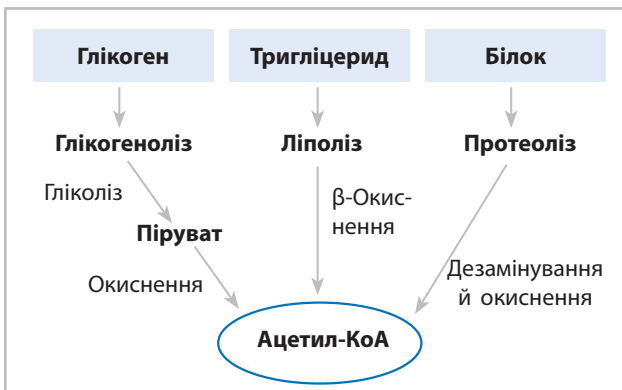 Глікоген Тригліцерид Білок
Глікогеноліз Ліполіз Протеоліз
Гліколіз
β-Окис-
нення
Піруват
Окиснення
Дезамінування
й окиснення
Ацетил-КоА